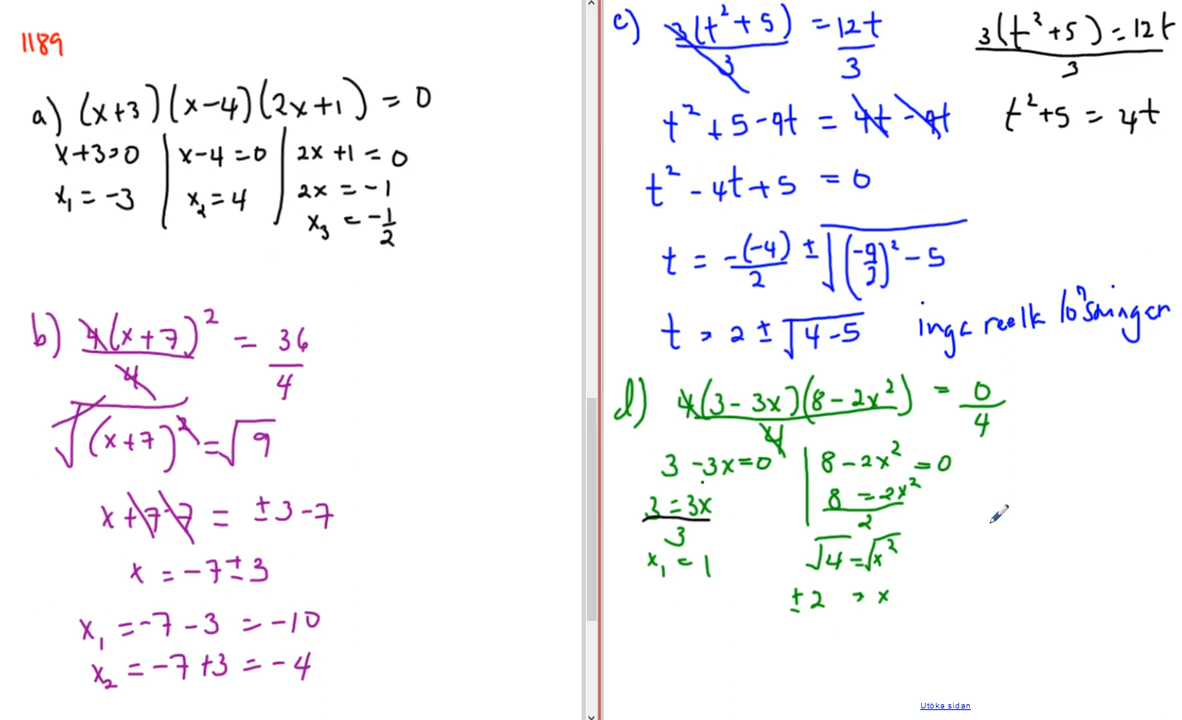 1189
a) (x+3)(x-4)(2x+1) = 0
x+3=0 | x-4=0 | 2x+1=0
x₁ = -3 | x₂ = 4 | 2x = -1
x₃ = -1/2
b) 4(x+7)²/4 = 36/4
√(x+7)² = √9
x+7-7 = ±3-7
x = -7±3
x₁ = -7-3 = -10
x₂ = -7+3 = -4
c) 3(t²+5)/3 = 12t/3
t²+5-4t = 4t-4t
t²-4t+5 = 0
t = -(-4)/2 ± √((-4/2)²-5)
t = 2 ± √4-5 inga reella lösningar
3(t²+5) = 12t
3
t²+5 = 4t
d) 4(3-3x)(8-2x²)/4 = 0/4
3-3x=0 | 8-2x²=0
3 = 3x | 8 = 2x²
3 | 2
x₁ = 1 | √4 = √x²
±2 = x
Utöka sidan